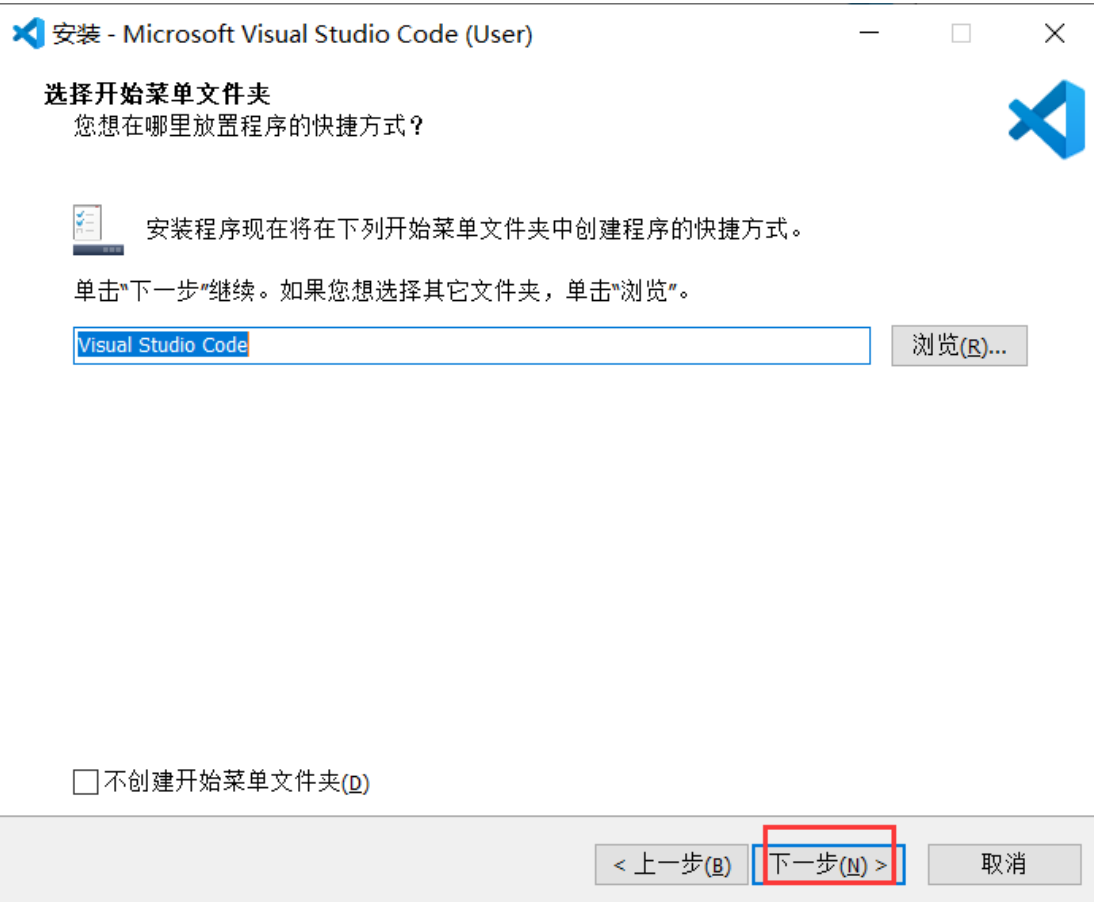 安装 - Microsoft Visual Studio Code (User)
选择开始菜单文件夹
您想在哪里放置程序的快捷方式？
安装程序现在将在下列开始菜单文件夹中创建程序的快捷方式。
单击“下一步”继续。如果您想选择其它文件夹，单击“浏览”。
Visual Studio Code
浏览(R)...
不创建开始菜单文件夹(D)
< 上一步(B) 下一步(N) > 取消